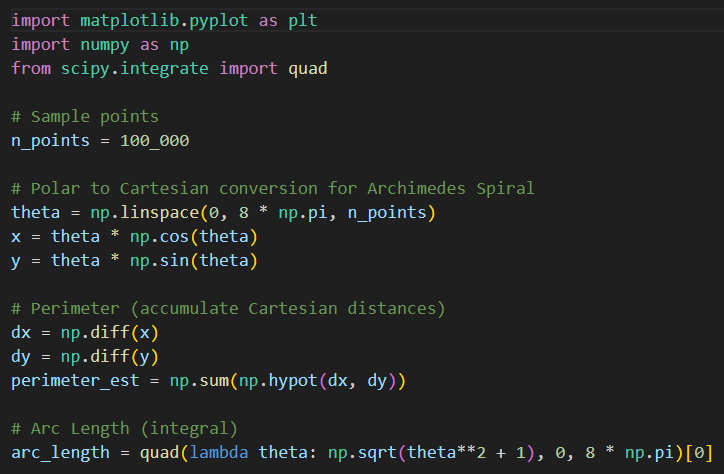 import matplotlib.pyplot as plt
import numpy as np
from scipy.integrate import quad
# Sample points
n_points = 100_000
# Polar to Cartesian conversion for Archimedes Spiral
theta = np.linspace(0, 8 * np.pi, n_points)
x = theta * np.cos(theta)
y = theta * np.sin(theta)
# Perimeter (accumulate Cartesian distances)
dx = np.diff(x)
dy = np.diff(y)
perimeter_est = np.sum(np.hypot(dx, dy))
# Arc Length (integral)
arc_length = quad(lambda theta: np.sqrt(theta**2 + 1), 0, 8 * np.pi)[0]